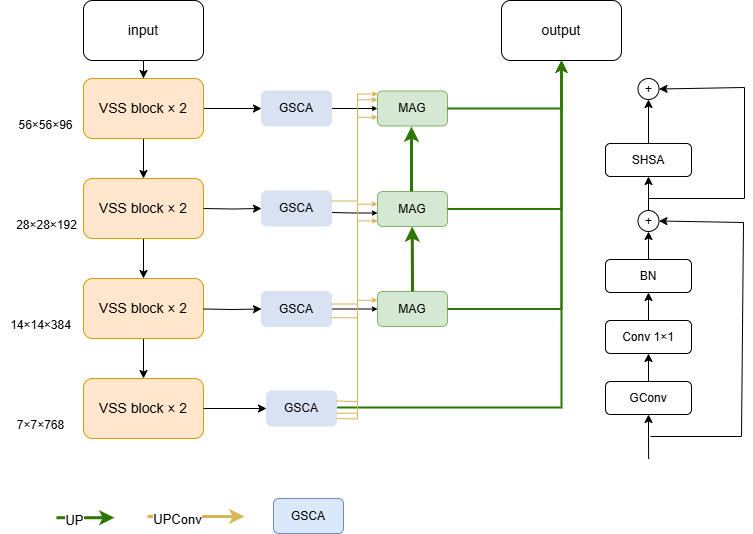 input
output
VSS block × 2
GSCA
MAG
+
56×56×96
SHSA
VSS block × 2
GSCA
MAG
28×28×192
+
BN
VSS block × 2
GSCA
MAG
14×14×384
Conv 1×1
GConv
VSS block × 2
GSCA
7×7×768
UP
UPConv
GSCA